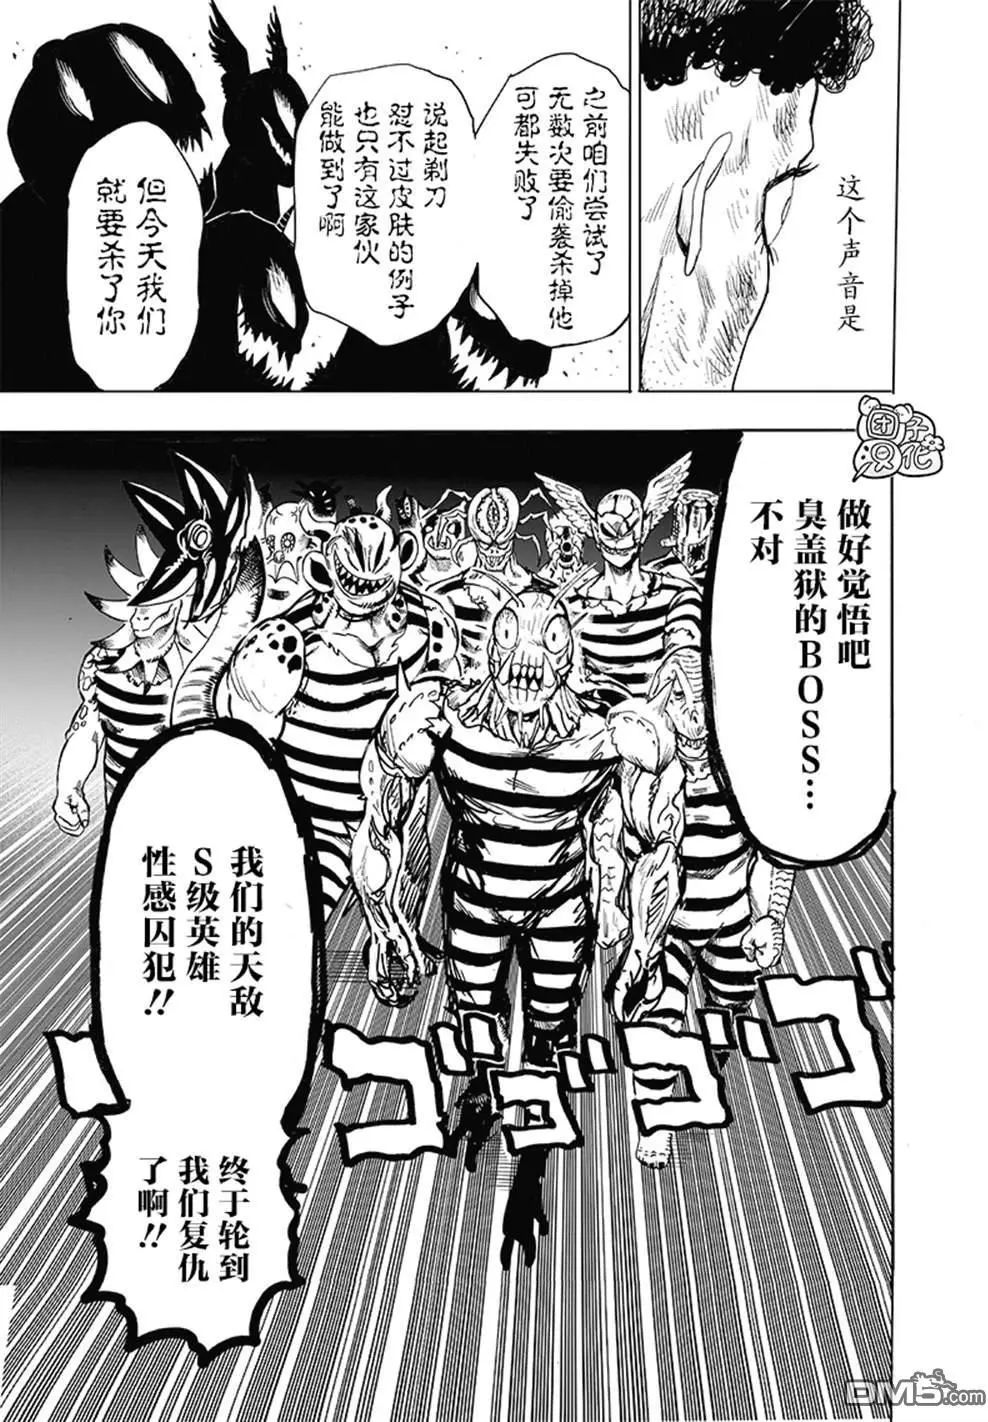 这个声音是
之前咱们尝试了
无数次要偷袭杀掉他
可都失败了
说起剃刀
怼不过皮肤的例子
也只有这家伙
能做到了啊
但今天我们
就要杀了你
团子
汉化
做好觉悟吧
臭盖狱的BOSS…
不对
我们的天敌
S级英雄
性感囚犯!!
终于轮到
我们复仇
了啊!!
ゴゴゴゴ
DM5.com